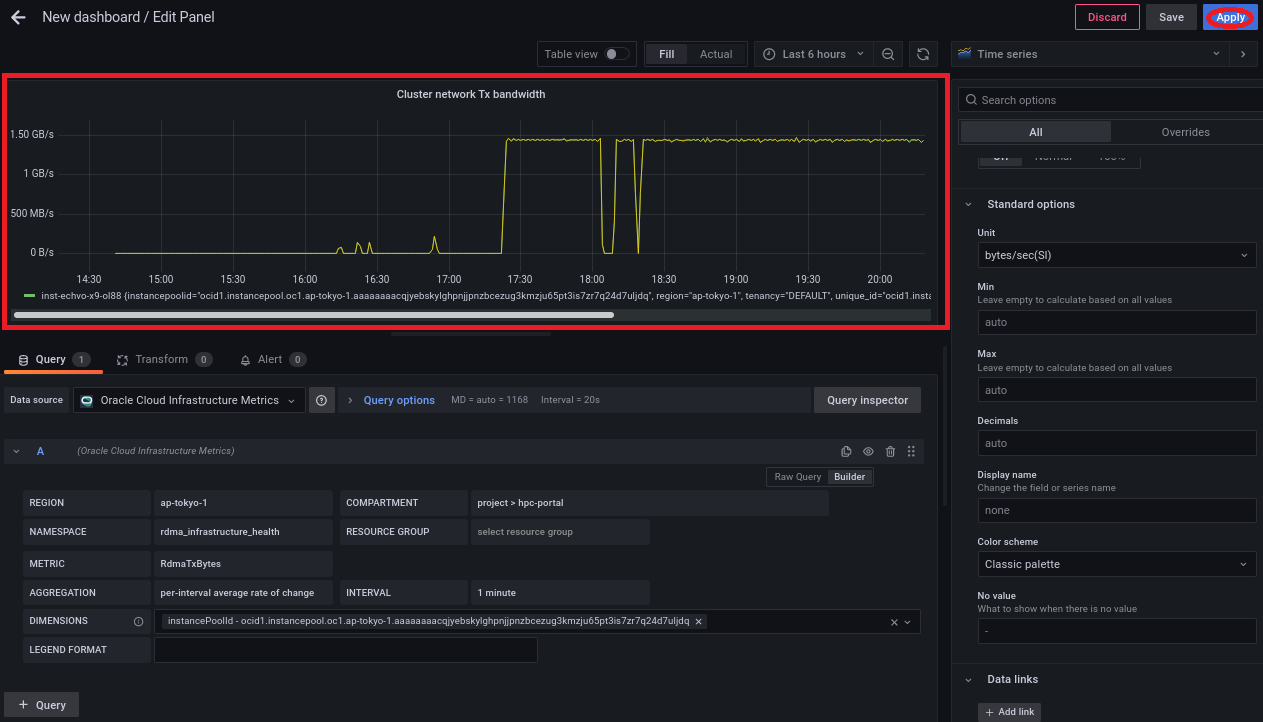 New dashboard / Edit Panel
Discard
Save
Apply
Table view
Fill
Actual
Last 6 hours
Time series
Cluster network Tx bandwidth
1.50 GB/s
1 GB/s
500 MB/s
0 B/s
14:30 15:00 15:30 16:00 16:30 17:00 17:30 18:00 18:30 19:00 19:30 20:00
inst-echvo-x9-ol88 {instancepoolid="ocid1.instancepool.oc1.ap-tokyo-1.aaaaaaaacqjyebskylghpnjjpnzbcezug3kmzju65pt3is7zr7q24d7uljdq", region="ap-tokyo-1", tenancy="DEFAULT", unique_id="ocid1.insta
Search options
All
Overrides
Standard options
Unit
bytes/sec(SI)
Min
Leave empty to calculate based on all values
auto
Max
Leave empty to calculate based on all values
auto
Decimals
auto
Display name
Change the field or series name
none
Color scheme
Classic palette
No value
What to show when there is no value
-
Data links
+ Add link
Query 1
Transform 0
Alert 0
Data source
Oracle Cloud Infrastructure Metrics
Query options
MD = auto = 1168
Interval = 20s
Query inspector
A
(Oracle Cloud Infrastructure Metrics)
Raw Query
Builder
REGION
ap-tokyo-1
COMPARTMENT
project > hpc-portal
NAMESPACE
rdma_infrastructure_health
RESOURCE GROUP
select resource group
METRIC
RdmaTxBytes
AGGREGATION
per-interval average rate of change
INTERVAL
1 minute
DIMENSIONS
instancePoolId - ocid1.instancepool.oc1.ap-tokyo-1.aaaaaaaacqjyebskylghpnjjpnzbcezug3kmzju65pt3is7zr7q24d7uljdq
LEGEND FORMAT
+ Query